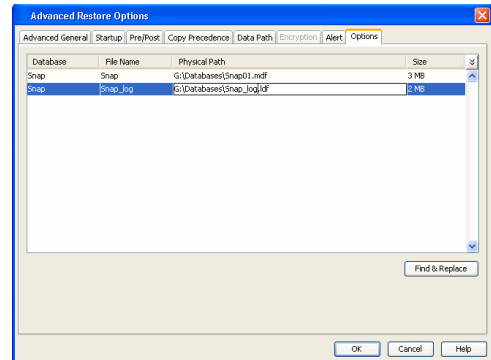 Advanced Restore Options
Advanced General Startup Pre/Post Copy Precedence Data Path Encryption Alert Options
Database File Name Physical Path Size
Snap Snap G:\Databases\Snap01.mdf 3 MB
Snap Snap_log G:\Databases\Snap_log.ldf 2 MB
Find & Replace
OK Cancel Help